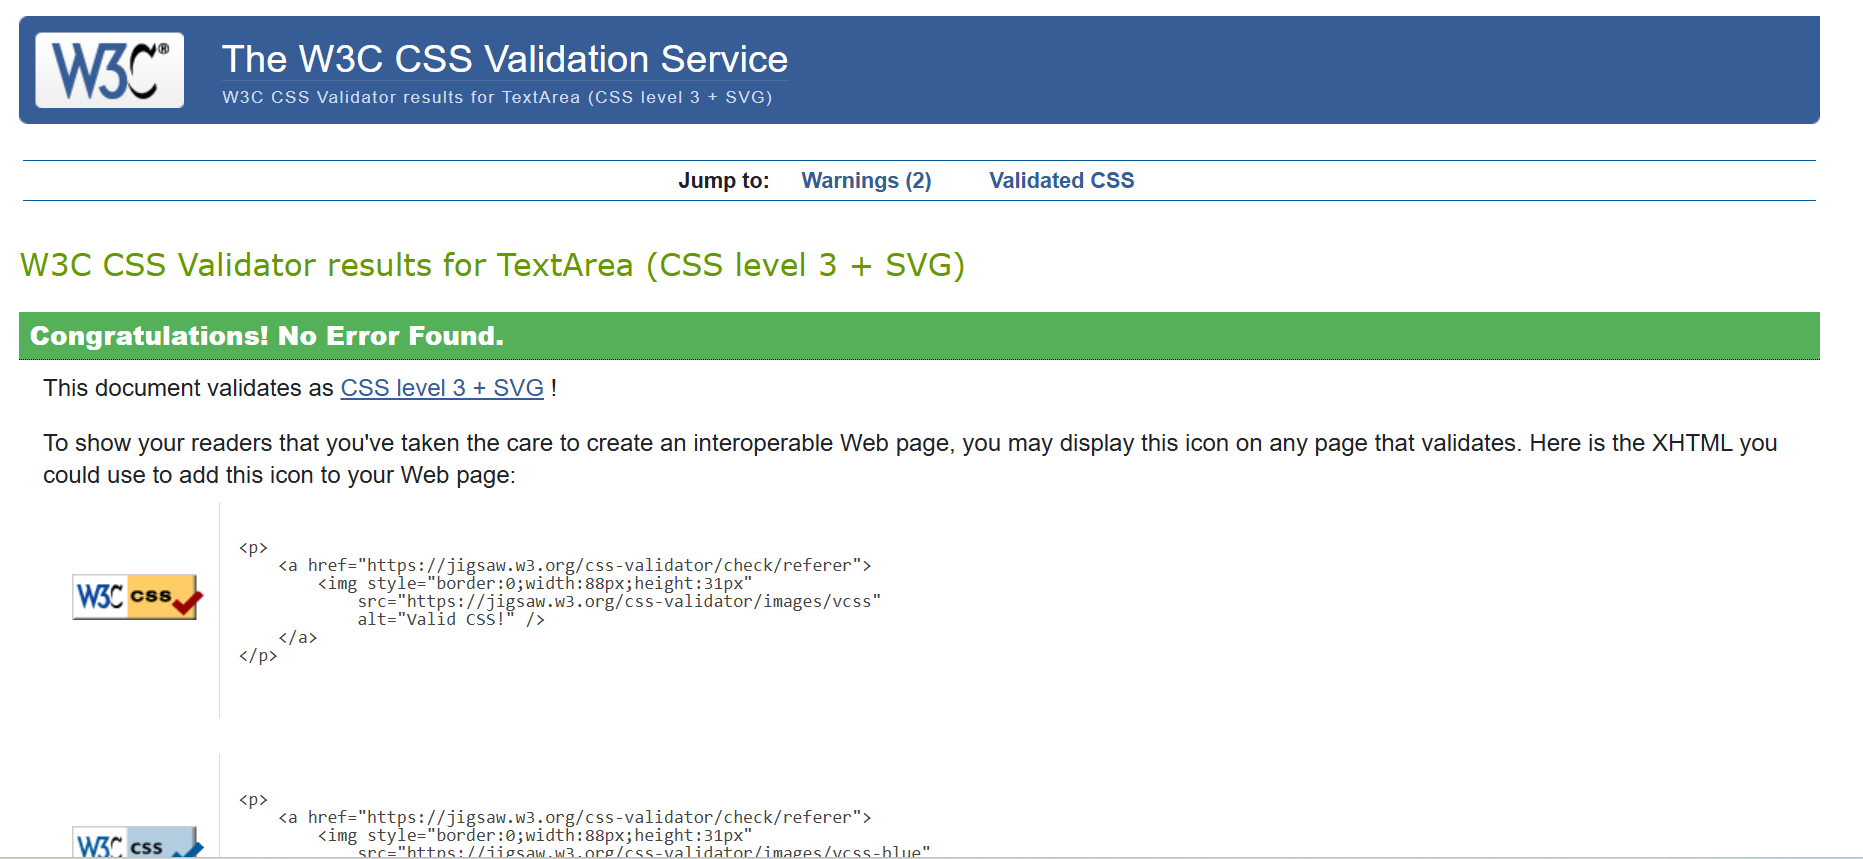 W3C®
The W3C CSS Validation Service
W3C CSS Validator results for TextArea (CSS level 3 + SVG)
Jump to: Warnings (2) Validated CSS
W3C CSS Validator results for TextArea (CSS level 3 + SVG)
Congratulations! No Error Found.
This document validates as CSS level 3 + SVG !
To show your readers that you've taken the care to create an interoperable Web page, you may display this icon on any page that validates. Here is the XHTML you
could use to add this icon to your Web page:
<p>
<a href="https://jigsaw.w3.org/css-validator/check/referer">
<img style="border:0;width:88px;height:31px"
W3C css
src="https://jigsaw.w3.org/css-validator/images/vcss"
alt="Valid CSS!" />
</a>
</p>
<p>
<a href="https://jigsaw.w3.org/css-validator/check/referer">
<img style="border:0;width:88px;height:31px"
W3C css
src="https://jigsaw.w3.org/css-validator/images/vcss-blue"